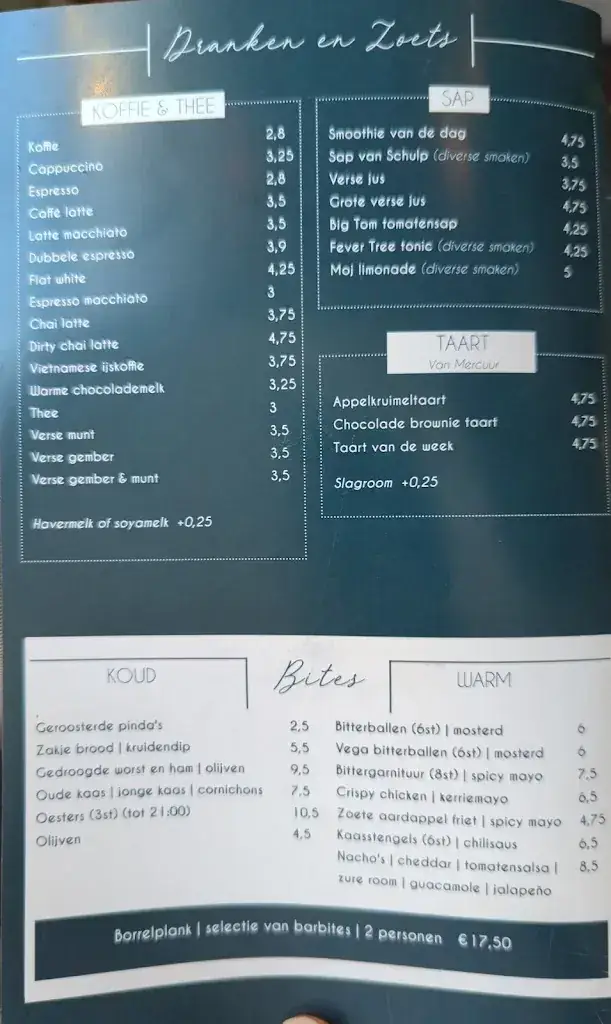 Dranken en Zoets
KOFFIE & THEE
Koffie 2,8
Cappuccino 3,25
Espresso 2,8
Caffe latte 3,5
Latte macchiato 3,5
Dubbele espresso 3,9
Flat white 4,25
Espresso macchiato 3
Chai latte 3,75
Dirty chai latte 4,75
Vietnamese ijskoffie 3,75
Warme chocolademelk 3,25
Thee 3
Verse munt 3,5
Verse gember 3,5
Verse gember & munt 3,5
Havermelk of soyamelk +0,25
SAP
Smoothie van de dag 4,75
Sap van Schulp (diverse smaken) 3,5
Verse jus 3,75
Grote verse jus 4,75
Big Tom tomatensap 4,25
Fever Tree tonic (diverse smaken) 4,25
Moj limonade (diverse smaken) 5
TAART
Van Mercuur
Appelkruimeltaart 4,75
Chocolade brownie taart 4,75
Taart van de week 4,75
Slagroom +0,25
Bites
KOUD
Geroosterde pinda's 2,5
Zakje brood | kruidendip 5,5
Gedroogde worst en ham | olijven 9,5
Oude kaas | jonge kaas | cornichons 7,5
Oesters (3st) (tot 21:00) 10,5
Olijven 4,5
WARM
Bitterballen (6st) | mosterd 6
Vega bitterballen (6st) | mosterd 6
Bittergarnituur (8st) | spicy mayo 7,5
Crispy chicken | kerriemayo 6,5
Zoete aardappel friet | spicy mayo 4,75
Kaasstengels (6st) | chilisaus 6,5
Nacho's | cheddar | tomatensalsa | 8,5
zure room | guacamole | jalapeño
Borrelplank | selectie van barbites | 2 personen €17,50